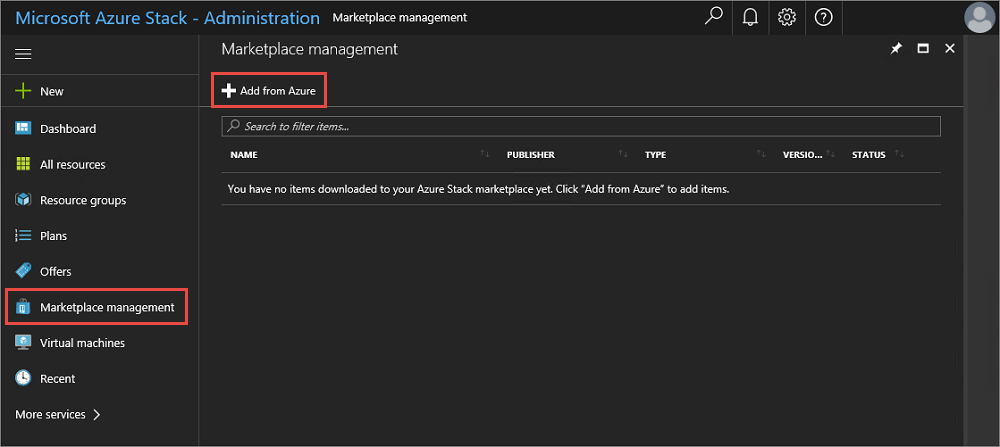 Microsoft Azure Stack - Administration Marketplace management
Marketplace management
New
Add from Azure
Dashboard
Search to filter items...
All resources
NAME PUBLISHER TYPE VERSIO... STATUS
Resource groups
You have no items downloaded to your Azure Stack marketplace yet. Click "Add from Azure" to add items.
Plans
Offers
Marketplace management
Virtual machines
Recent
More services